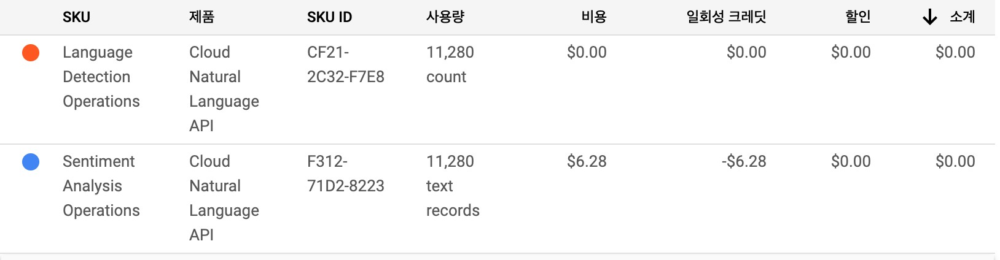 SKU 제품 SKU ID 사용량 비용 일회성 크레딧 할인 ↓ 소계
Language Cloud CF21- 11,280 $0.00 $0.00 $0.00 $0.00
Detection Natural 2C32-F7E8 count
Operations Language
API
Sentiment Cloud F312- 11,280 $6.28 -$6.28 $0.00 $0.00
Analysis Natural 71D2-8223 text
Operations Language records
API